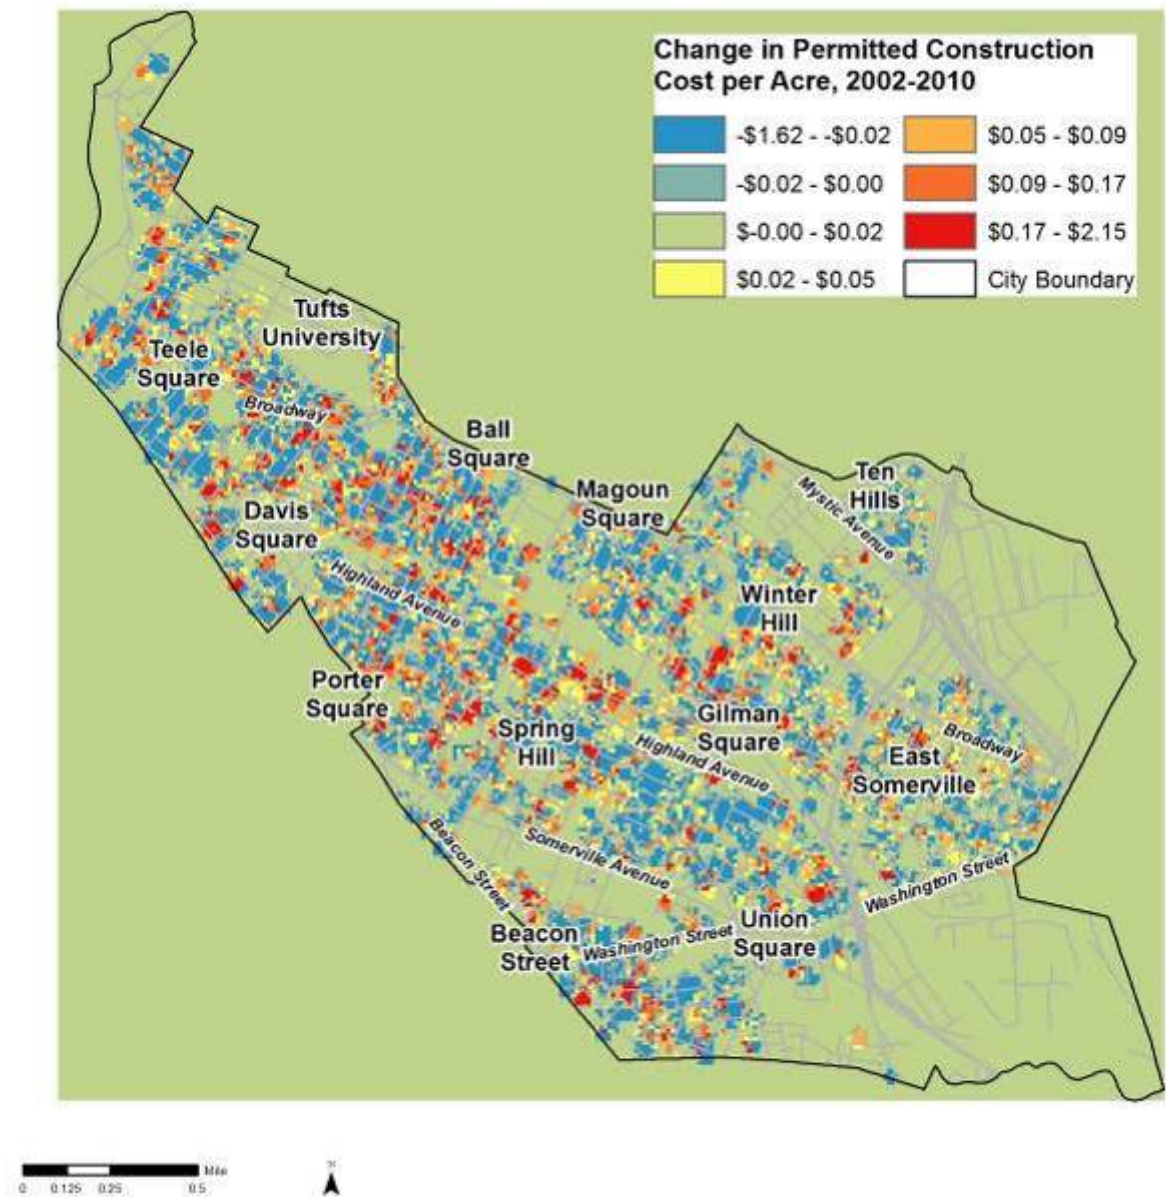 Change in Permitted Construction
Cost per Acre, 2002-2010
-$1.62 - -$0.02
$0.05 - $0.09
-$0.02 - $0.00
$0.09 - $0.17
$-0.00 - $0.02
$0.17 - $2.15
$0.02 - $0.05
City Boundary
Tufts
University
Teele
Square
Broadway
Ball
Square
Magoun
Square
Ten
Hills
Mystic Avenue
Davis
Square
Highland Avenue
Winter
Hill
Porter
Square
Spring
Hill
Gilman
Square
Highland Avenue
Broadway
East
Somerville
Beacon Street
Somerville Avenue
Washington Street
Beacon
Street
Washington Street
Union
Square
Mile
0 0.125 0.25 0.5
N